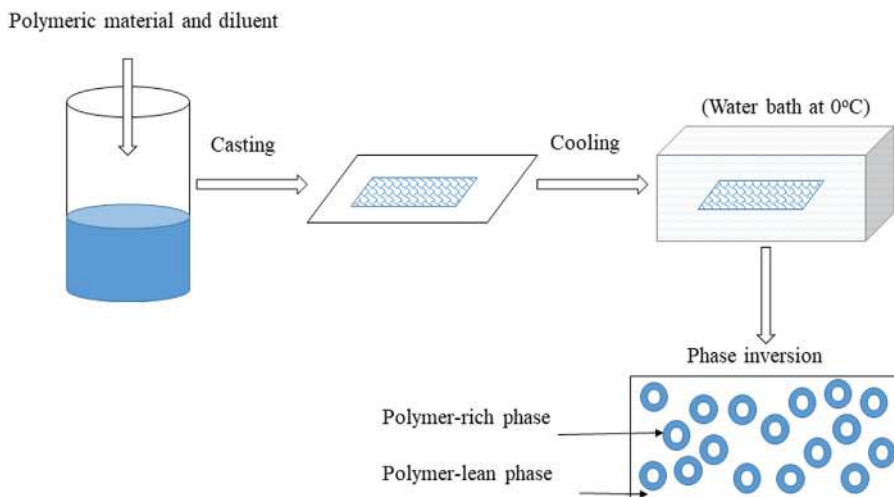 Polymeric material and diluent
Casting
Cooling
(Water bath at 0°C)
Phase inversion
Polymer-rich phase
Polymer-lean phase